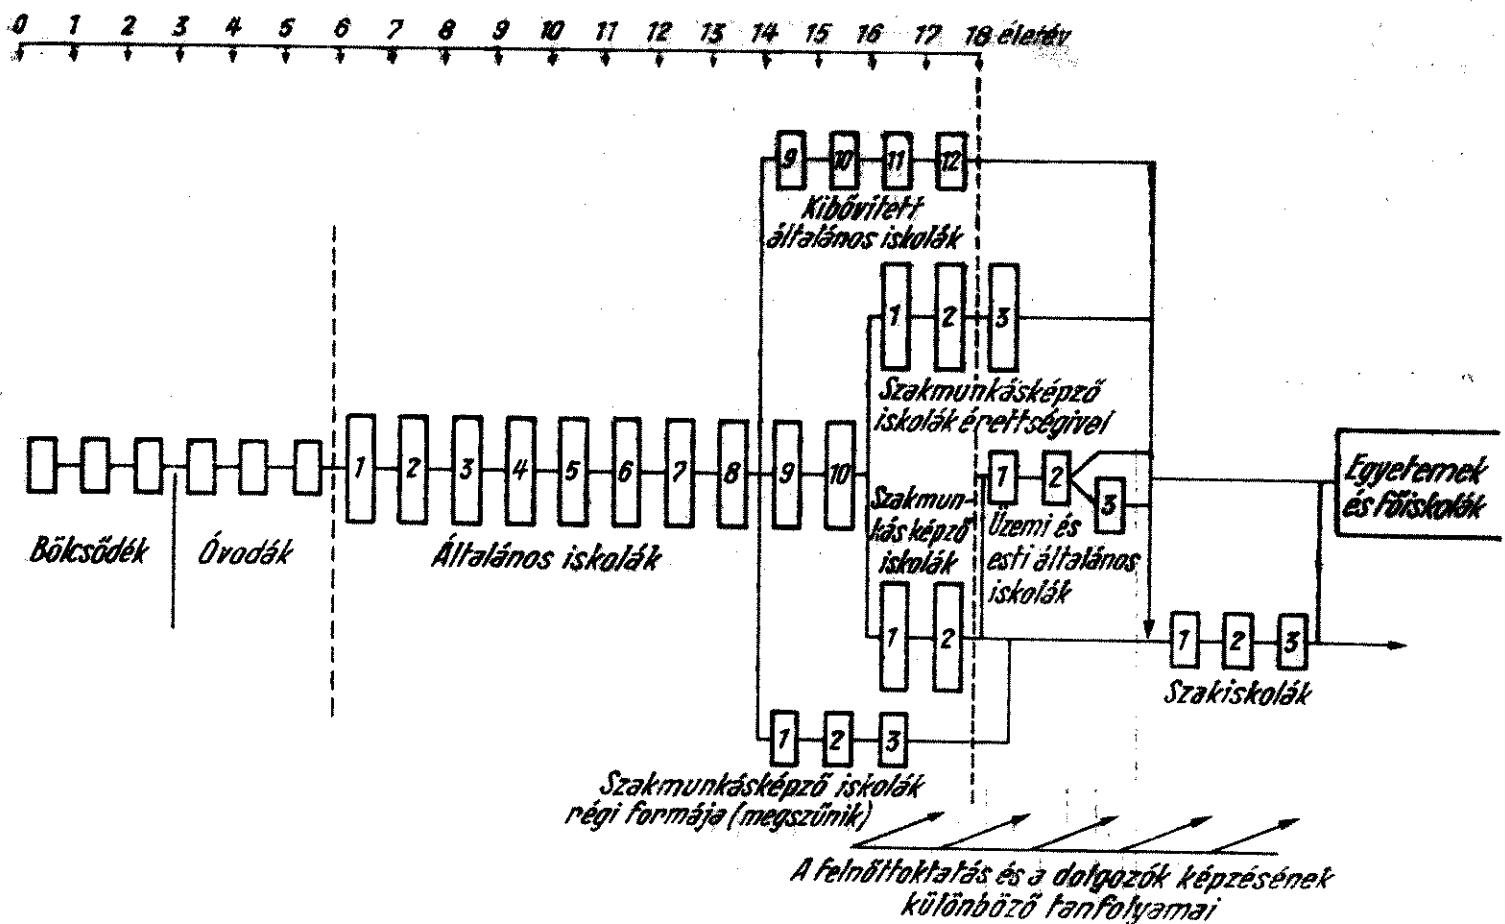 0 1 2 3 4 5 6 7 8 9 10 11 12 13 14 15 16 17 18 életév
9 10 11 12
Kibővített
általános iskolák
1 2 3
Szakmunkásképző
iskolák érettségivel
1 2 3 4 5 6 7 8 9 10
Bölcsődék
Óvodák
Általános iskolák
Szakmun-
kás képző
iskolák
1 2
1 2 3
Üzemi és
esti általános
iskolák
Egyetemek
és főiskolák
1 2 3
Szakiskolák
1 2 3
Szakmunkásképző iskolák
régi formája (megszűnik)
A felnőttoktatás és a dolgozók képzésének
különböző tanfolyamai